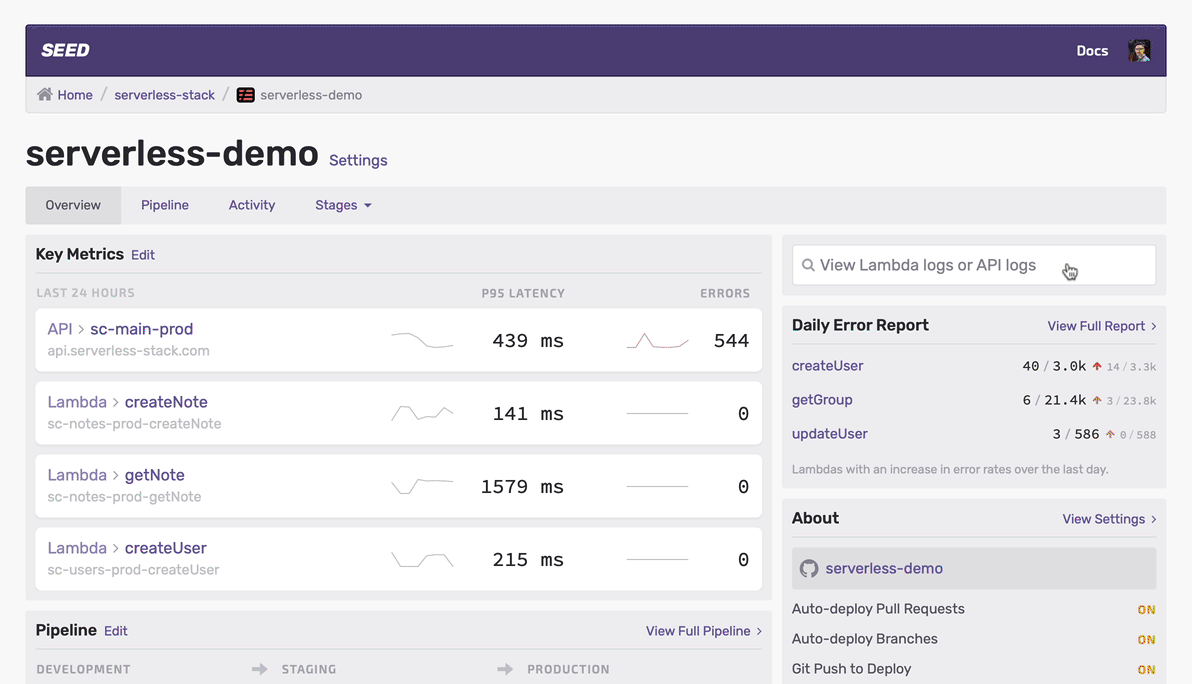 SEED
Docs
Home / serverless-stack / serverless-demo
serverless-demo Settings
Overview Pipeline Activity Stages
Key Metrics Edit
LAST 24 HOURS P95 LATENCY ERRORS
API > sc-main-prod 439 ms 544
api.serverless-stack.com
Lambda > createNote 141 ms 0
sc-notes-prod-createNote
Lambda > getNote 1579 ms 0
sc-notes-prod-getNote
Lambda > createUser 215 ms 0
sc-users-prod-createUser
Pipeline Edit View Full Pipeline >
DEVELOPMENT STAGING PRODUCTION
View Lambda logs or API logs
Daily Error Report View Full Report >
createUser 40 / 3.0k 14 / 3.3k
getGroup 6 / 21.4k 3 / 23.8k
updateUser 3 / 586 0 / 588
Lambdas with an increase in error rates over the last day.
About View Settings >
serverless-demo
Auto-deploy Pull Requests ON
Auto-deploy Branches ON
Git Push to Deploy ON